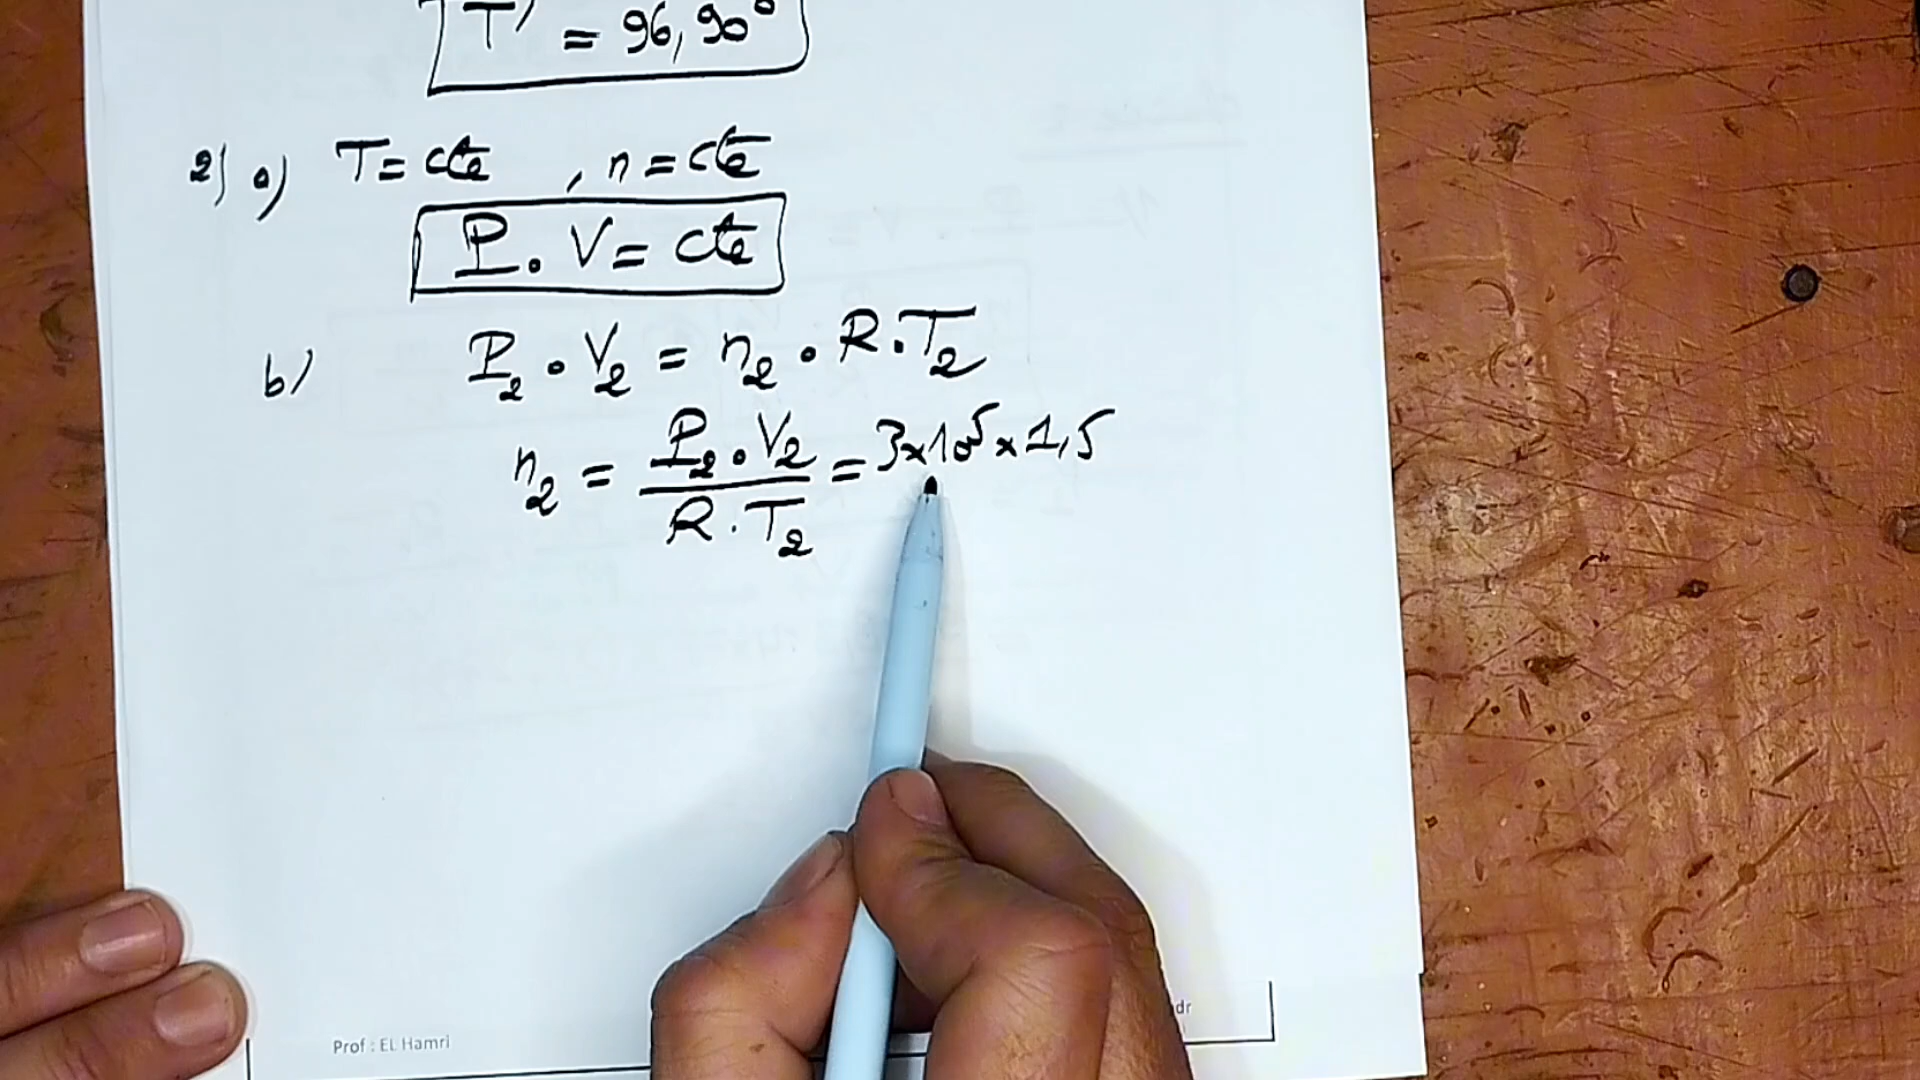 T' = 96,90°
2) a) T = cte , n = cte
P . V = cte
b) P₂ . V₂ = n₂ . R . T₂
n₂ = P₂ . V₂ / R . T₂ = 3×10⁵ × 1,5
Prof : EL Hamri
dr